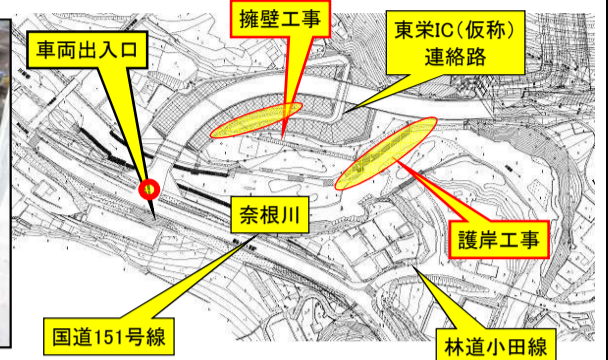 擁壁工事
車両出入口
東栄IC(仮称)
連絡路
奈根川
護岸工事
国道151号線
林道小田線